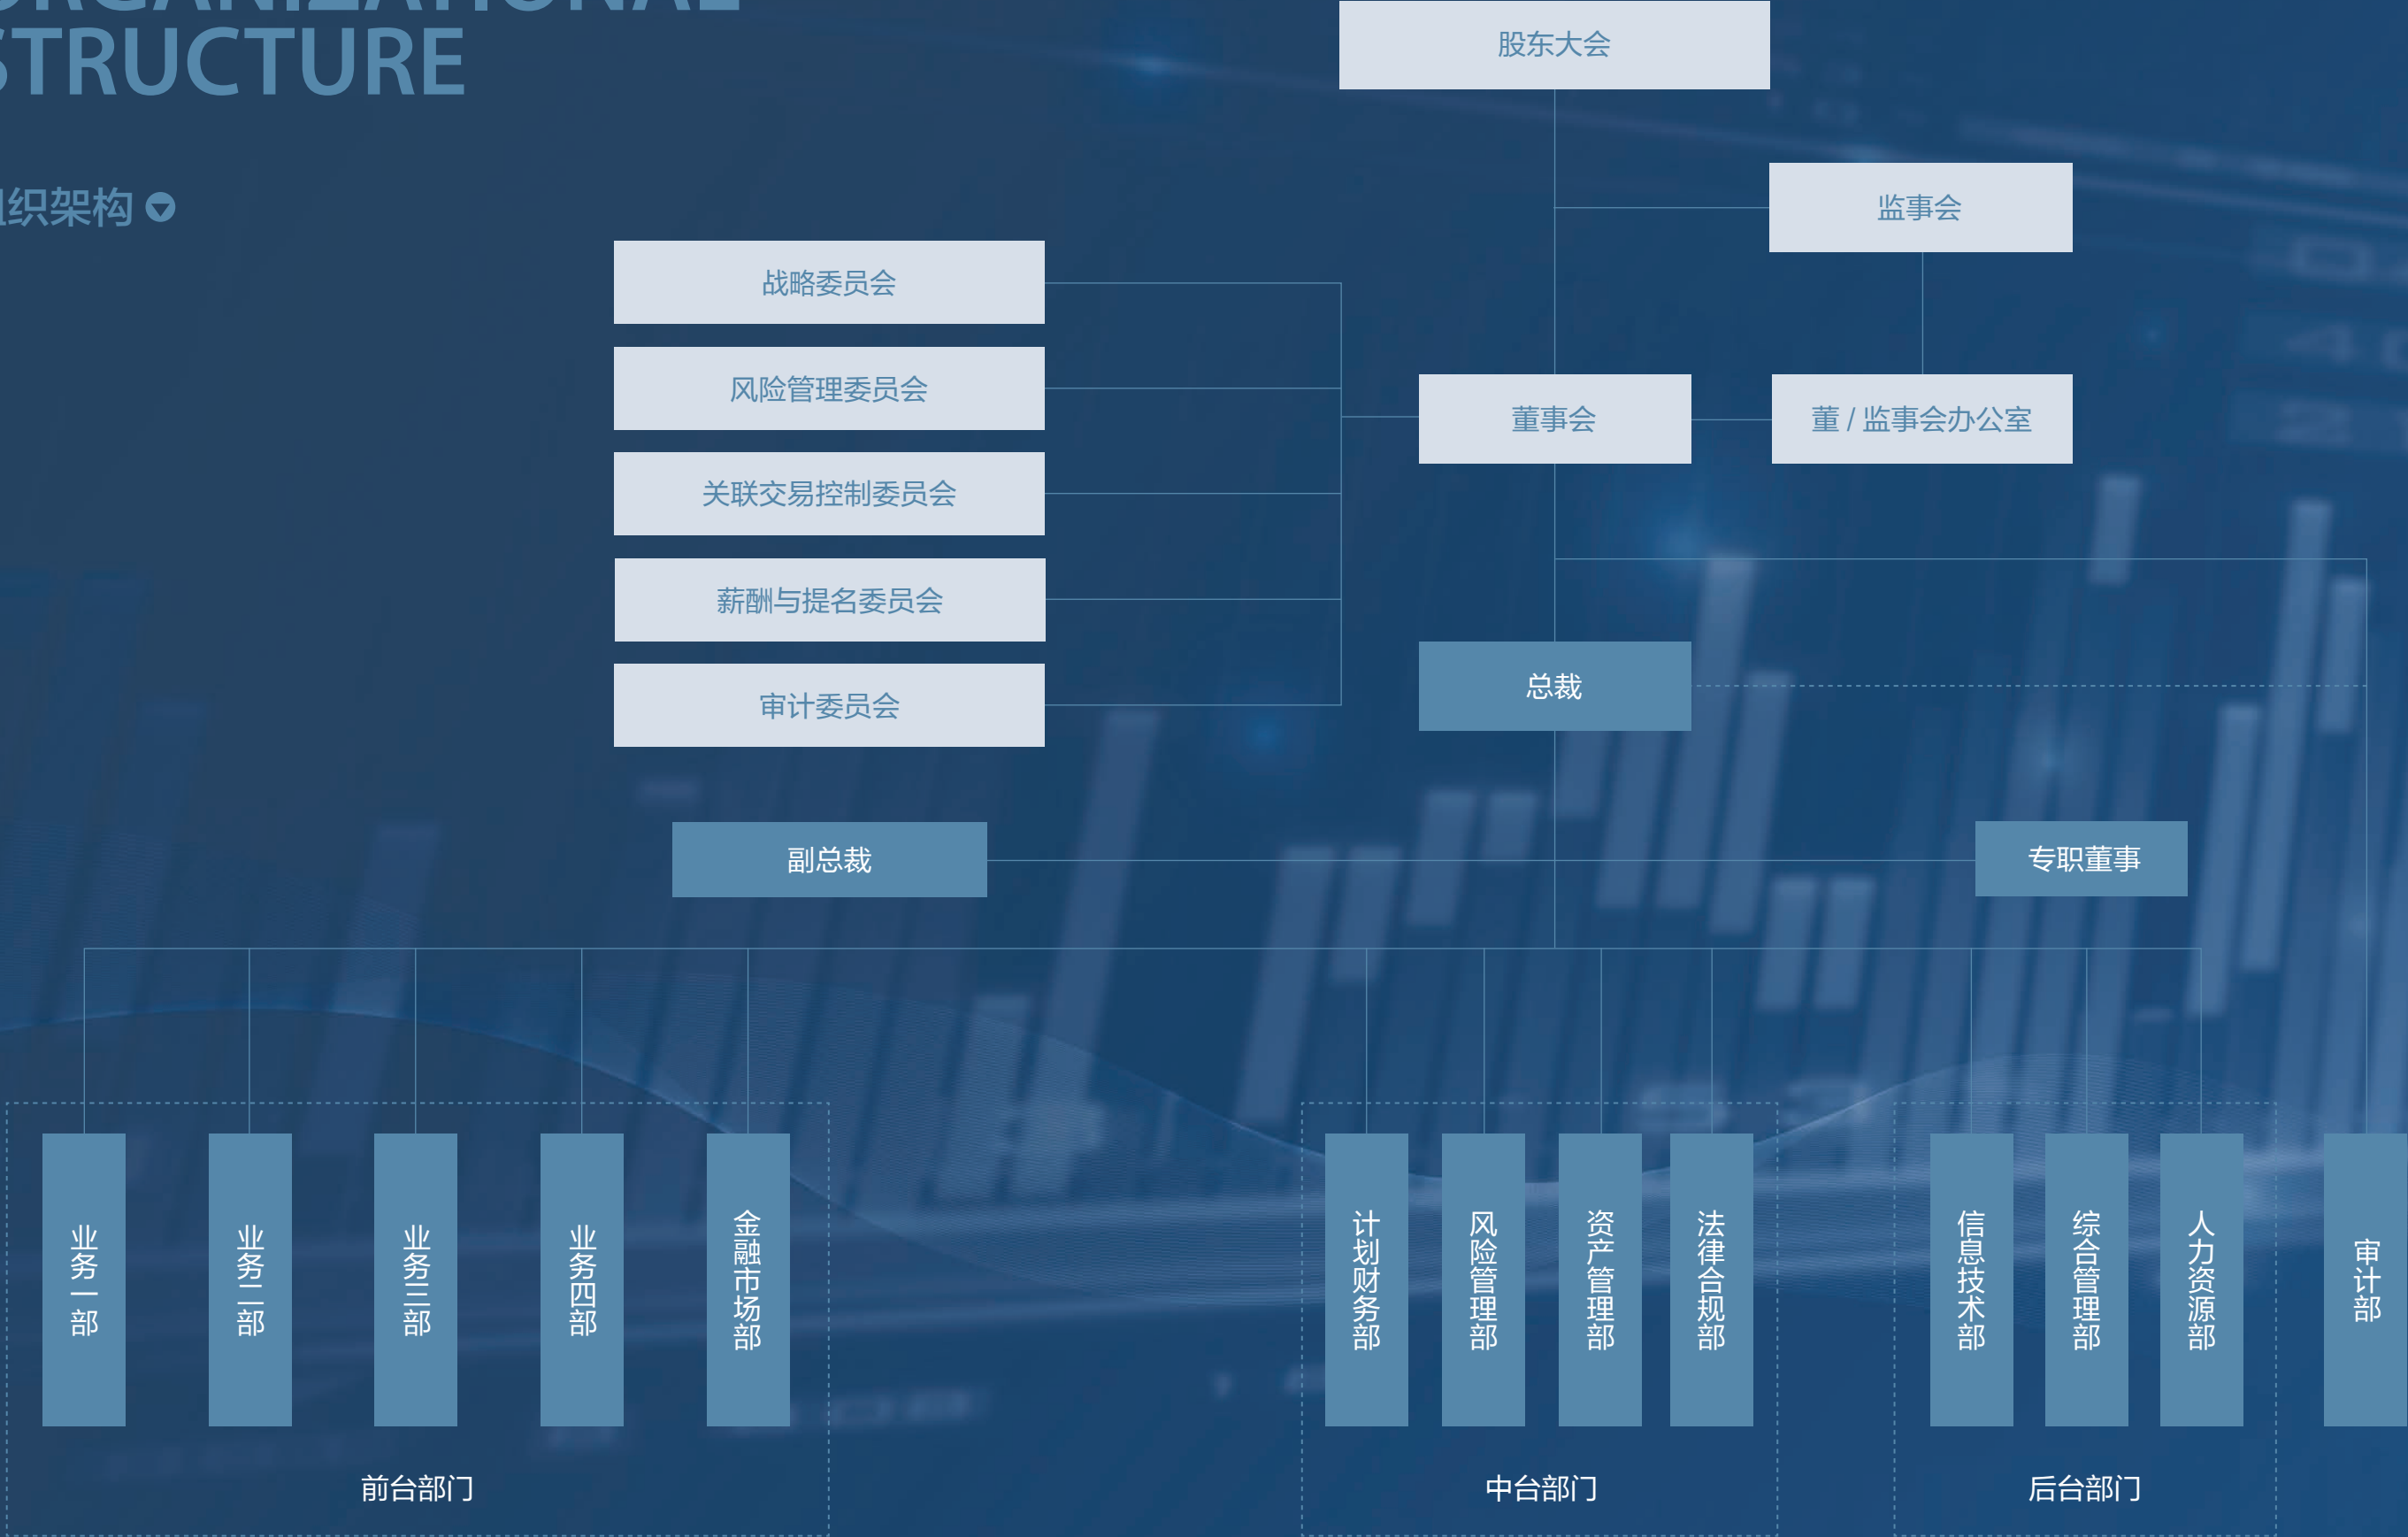 ORGANIZATIONAL
STRUCTURE
组织架构
股东大会
监事会
战略委员会
风险管理委员会
董事会
董 / 监事会办公室
关联交易控制委员会
薪酬与提名委员会
总裁
审计委员会
副总裁
专职董事
业务一部
业务二部
业务三部
业务四部
金融市场部
计划财务部
风险管理部
资产管理部
法律合规部
信息技术部
综合管理部
人力资源部
审计部
前台部门
中台部门
后台部门